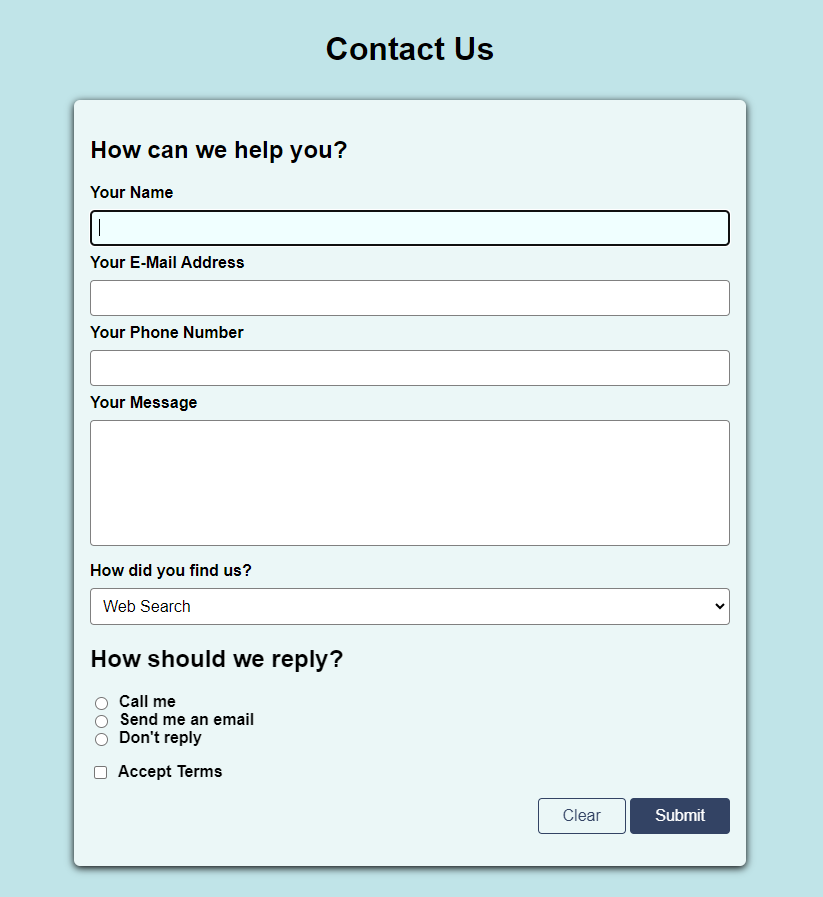 Contact Us
How can we help you?
Your Name
Your E-Mail Address
Your Phone Number
Your Message
How did you find us?
Web Search
How should we reply?
Call me
Send me an email
Don't reply
Accept Terms
Clear Submit